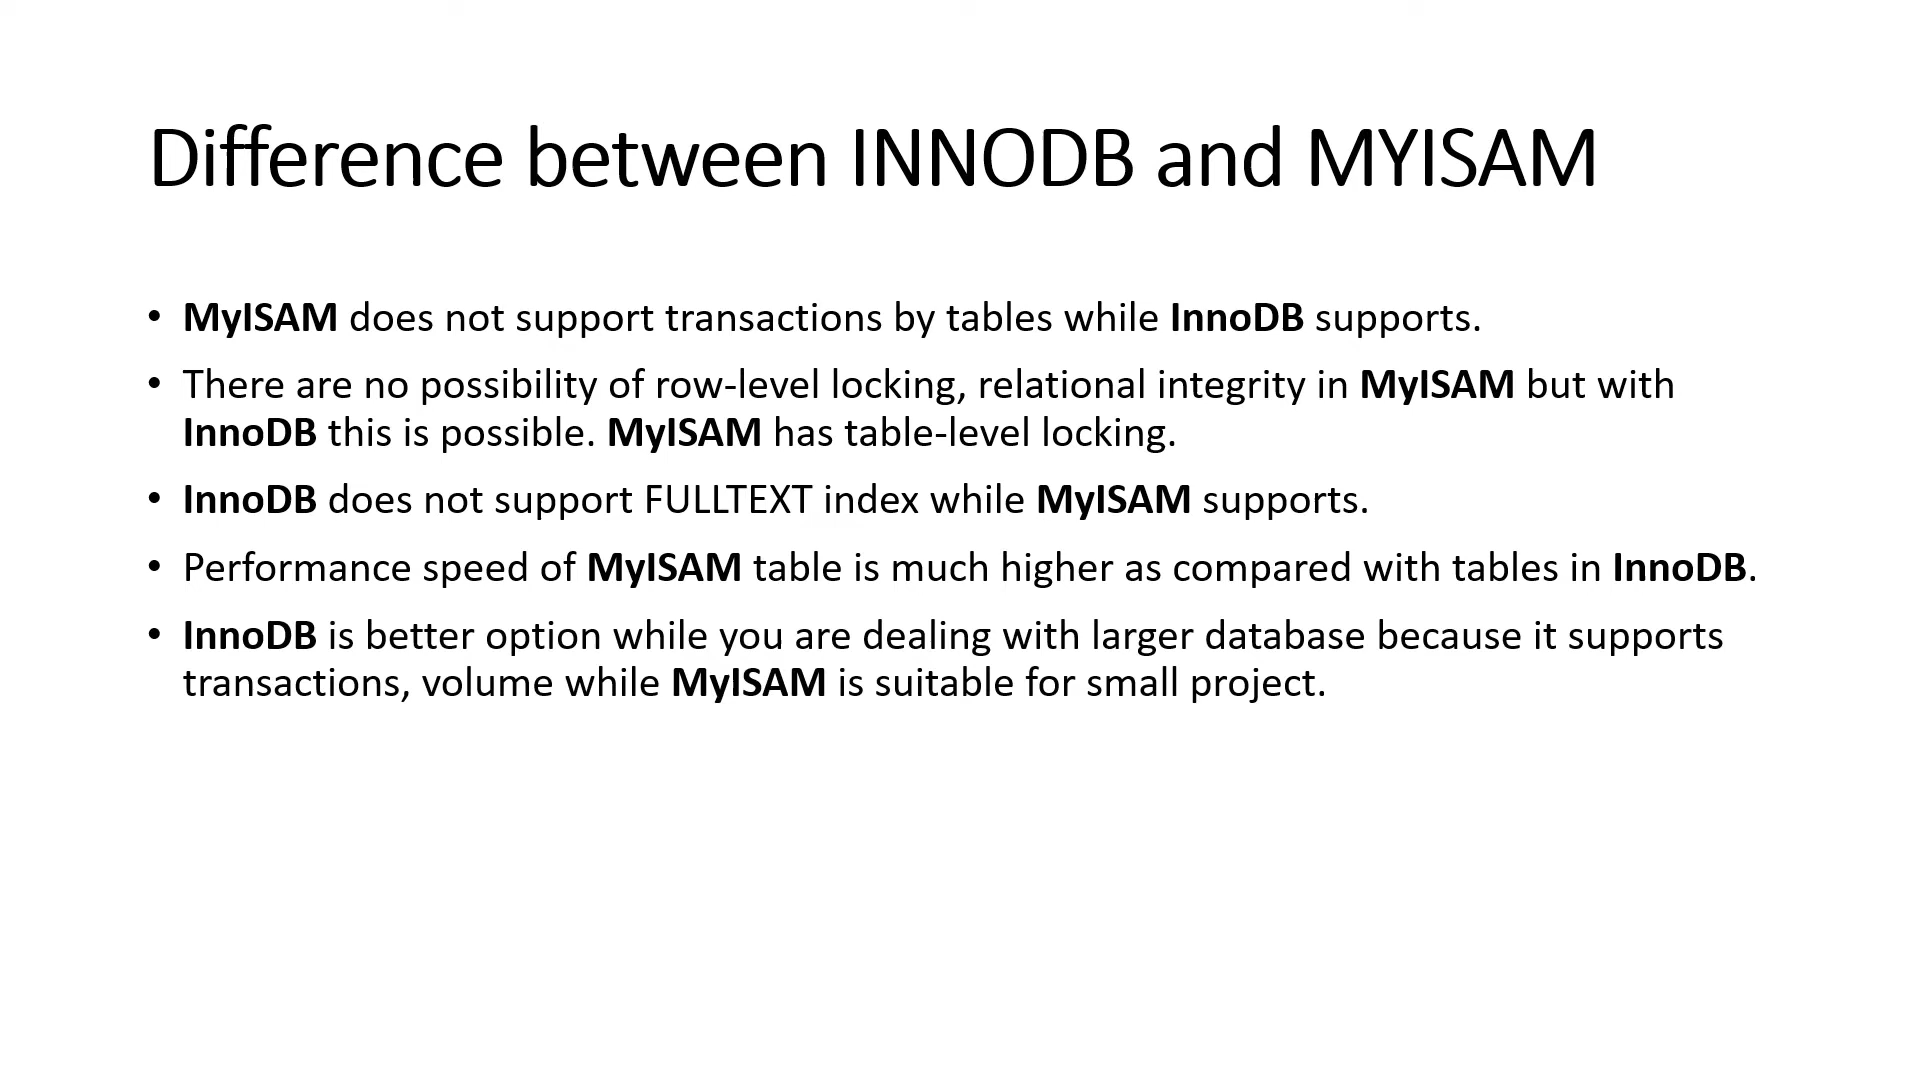 Difference between INNODB and MYISAM
• MyISAM does not support transactions by tables while InnoDB supports.
• There are no possibility of row-level locking, relational integrity in MyISAM but with
InnoDB this is possible. MyISAM has table-level locking.
• InnoDB does not support FULLTEXT index while MyISAM supports.
• Performance speed of MyISAM table is much higher as compared with tables in InnoDB.
• InnoDB is better option while you are dealing with larger database because it supports
transactions, volume while MyISAM is suitable for small project.